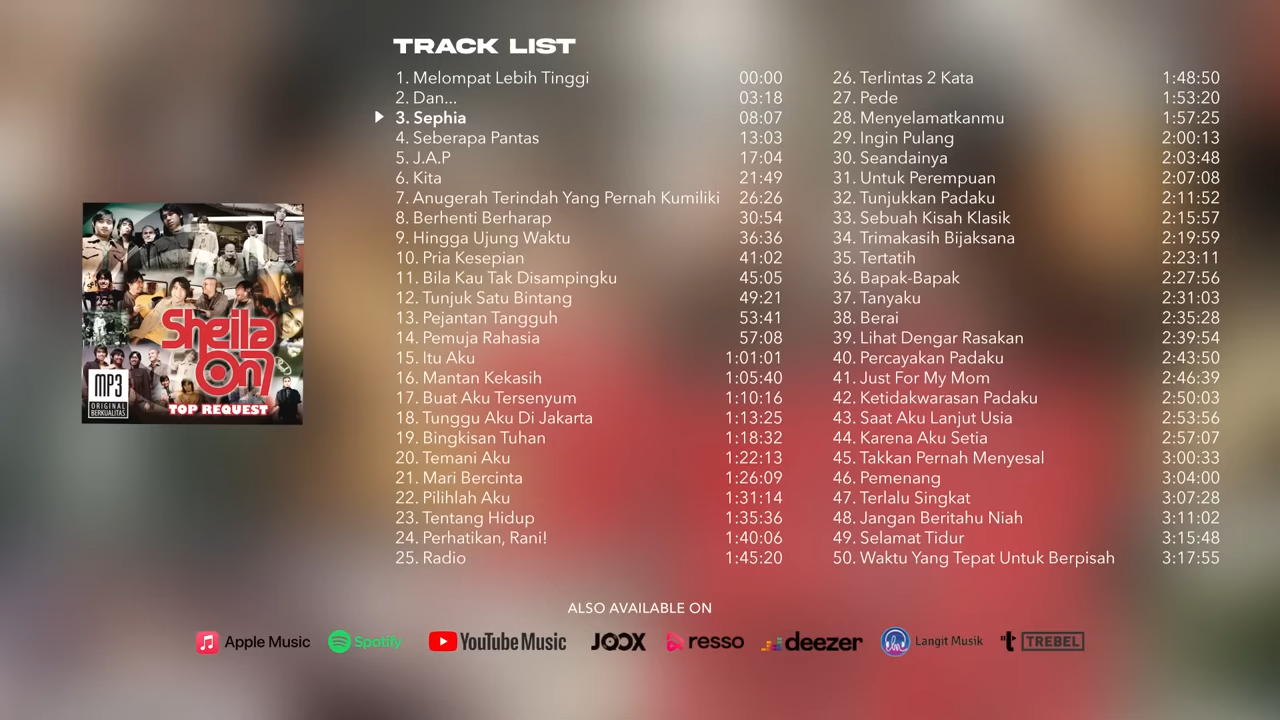 TRACK LIST
1. Melompat Lebih Tinggi 00:00
2. Dan... 03:18
3. Sephia 08:07
4. Seberapa Pantas 13:03
5. J.A.P 17:04
6. Kita 21:49
7. Anugerah Terindah Yang Pernah Kumiliki 26:26
8. Berhenti Berharap 30:54
9. Hingga Ujung Waktu 36:36
10. Pria Kesepian 41:02
11. Bila Kau Tak Disampingku 45:05
12. Tunjuk Satu Bintang 49:21
13. Pejantan Tangguh 53:41
14. Pemuja Rahasia 57:08
15. Itu Aku 1:01:01
16. Mantan Kekasih 1:05:40
17. Buat Aku Tersenyum 1:10:16
18. Tunggu Aku Di Jakarta 1:13:25
19. Bingkisan Tuhan 1:18:32
20. Temani Aku 1:22:13
21. Mari Bercinta 1:26:09
22. Pilihlah Aku 1:31:14
23. Tentang Hidup 1:35:36
24. Perhatikan, Rani! 1:40:06
25. Radio 1:45:20
26. Terlintas 2 Kata 1:48:50
27. Pede 1:53:20
28. Menyelamatkanmu 1:57:25
29. Ingin Pulang 2:00:13
30. Seandainya 2:03:48
31. Untuk Perempuan 2:07:08
32. Tunjukkan Padaku 2:11:52
33. Sebuah Kisah Klasik 2:15:57
34. Trimakasih Bijaksana 2:19:59
35. Tertatih 2:23:11
36. Bapak-Bapak 2:27:56
37. Tanyaku 2:31:03
38. Berai 2:35:28
39. Lihat Dengar Rasakan 2:39:54
40. Percayakan Padaku 2:43:50
41. Just For My Mom 2:46:39
42. Ketidakwarasan Padaku 2:50:03
43. Saat Aku Lanjut Usia 2:53:56
44. Karena Aku Setia 2:57:07
45. Takkan Pernah Menyesal 3:00:33
46. Pemenang 3:04:00
47. Terlalu Singkat 3:07:28
48. Jangan Beritahu Niah 3:11:02
49. Selamat Tidur 3:15:48
50. Waktu Yang Tepat Untuk Berpisah 3:17:55
Sheila
On7
TOP REQUEST
MP3
ORIGINAL
BERKUALITAS
ALSO AVAILABLE ON
Apple Music Spotify YouTube Music JOOX resso deezer Langit Musik TREBEL